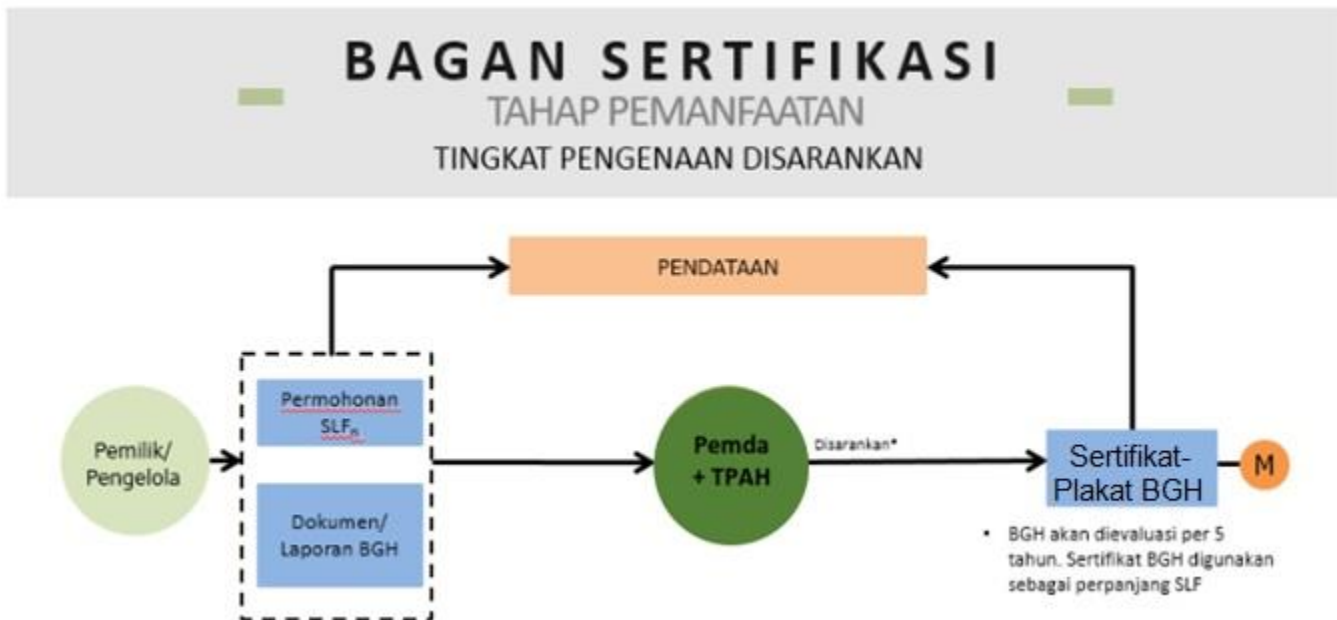 BAGAN SERTIFIKASI
TAHAP PEMANFAATAN
TINGKAT PENGENAAN DISARANKAN
PENDATAAN
Pemilik/
Pengelola
Permohonan
SLFn
Dokumen/
Laporan BGH
Pemda
+ TPAH
Disarankan*
Sertifikat-
Plakat BGH
M
• BGH akan dievaluasi per 5
tahun. Sertifikat BGH digunakan
sebagai perpanjang SLF